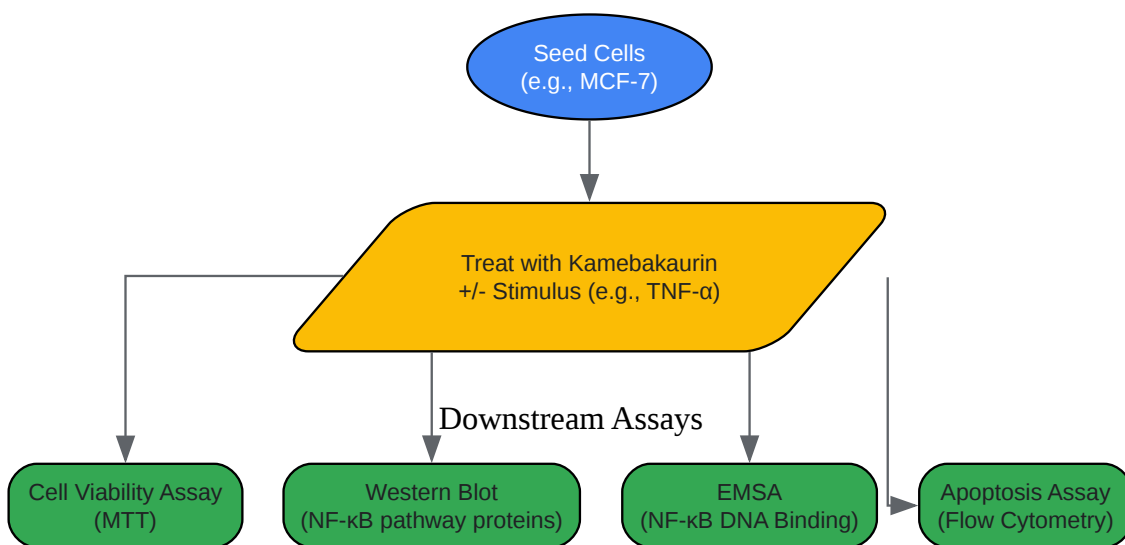 Seed Cells
(e.g., MCF-7)
Treat with Kamebakaurin
+/- Stimulus (e.g., TNF-α)
Downstream Assays
Cell Viability Assay
(MTT)
Western Blot
(NF-κB pathway proteins)
EMSA
(NF-κB DNA Binding)
Apoptosis Assay
(Flow Cytometry)